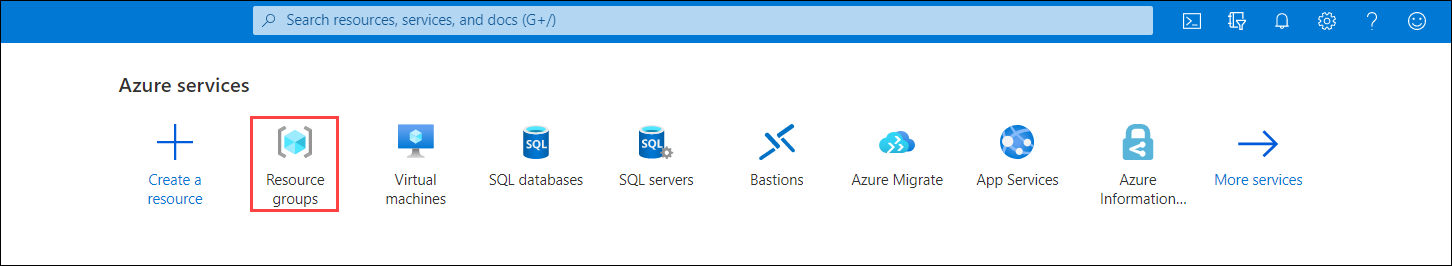 Search resources, services, and docs (G+/)
Azure services
Create a
resource
Resource
groups
Virtual
machines
SQL
SQL databases
SQL
SQL servers
Bastions
Azure Migrate
App Services
Azure
Information...
More services